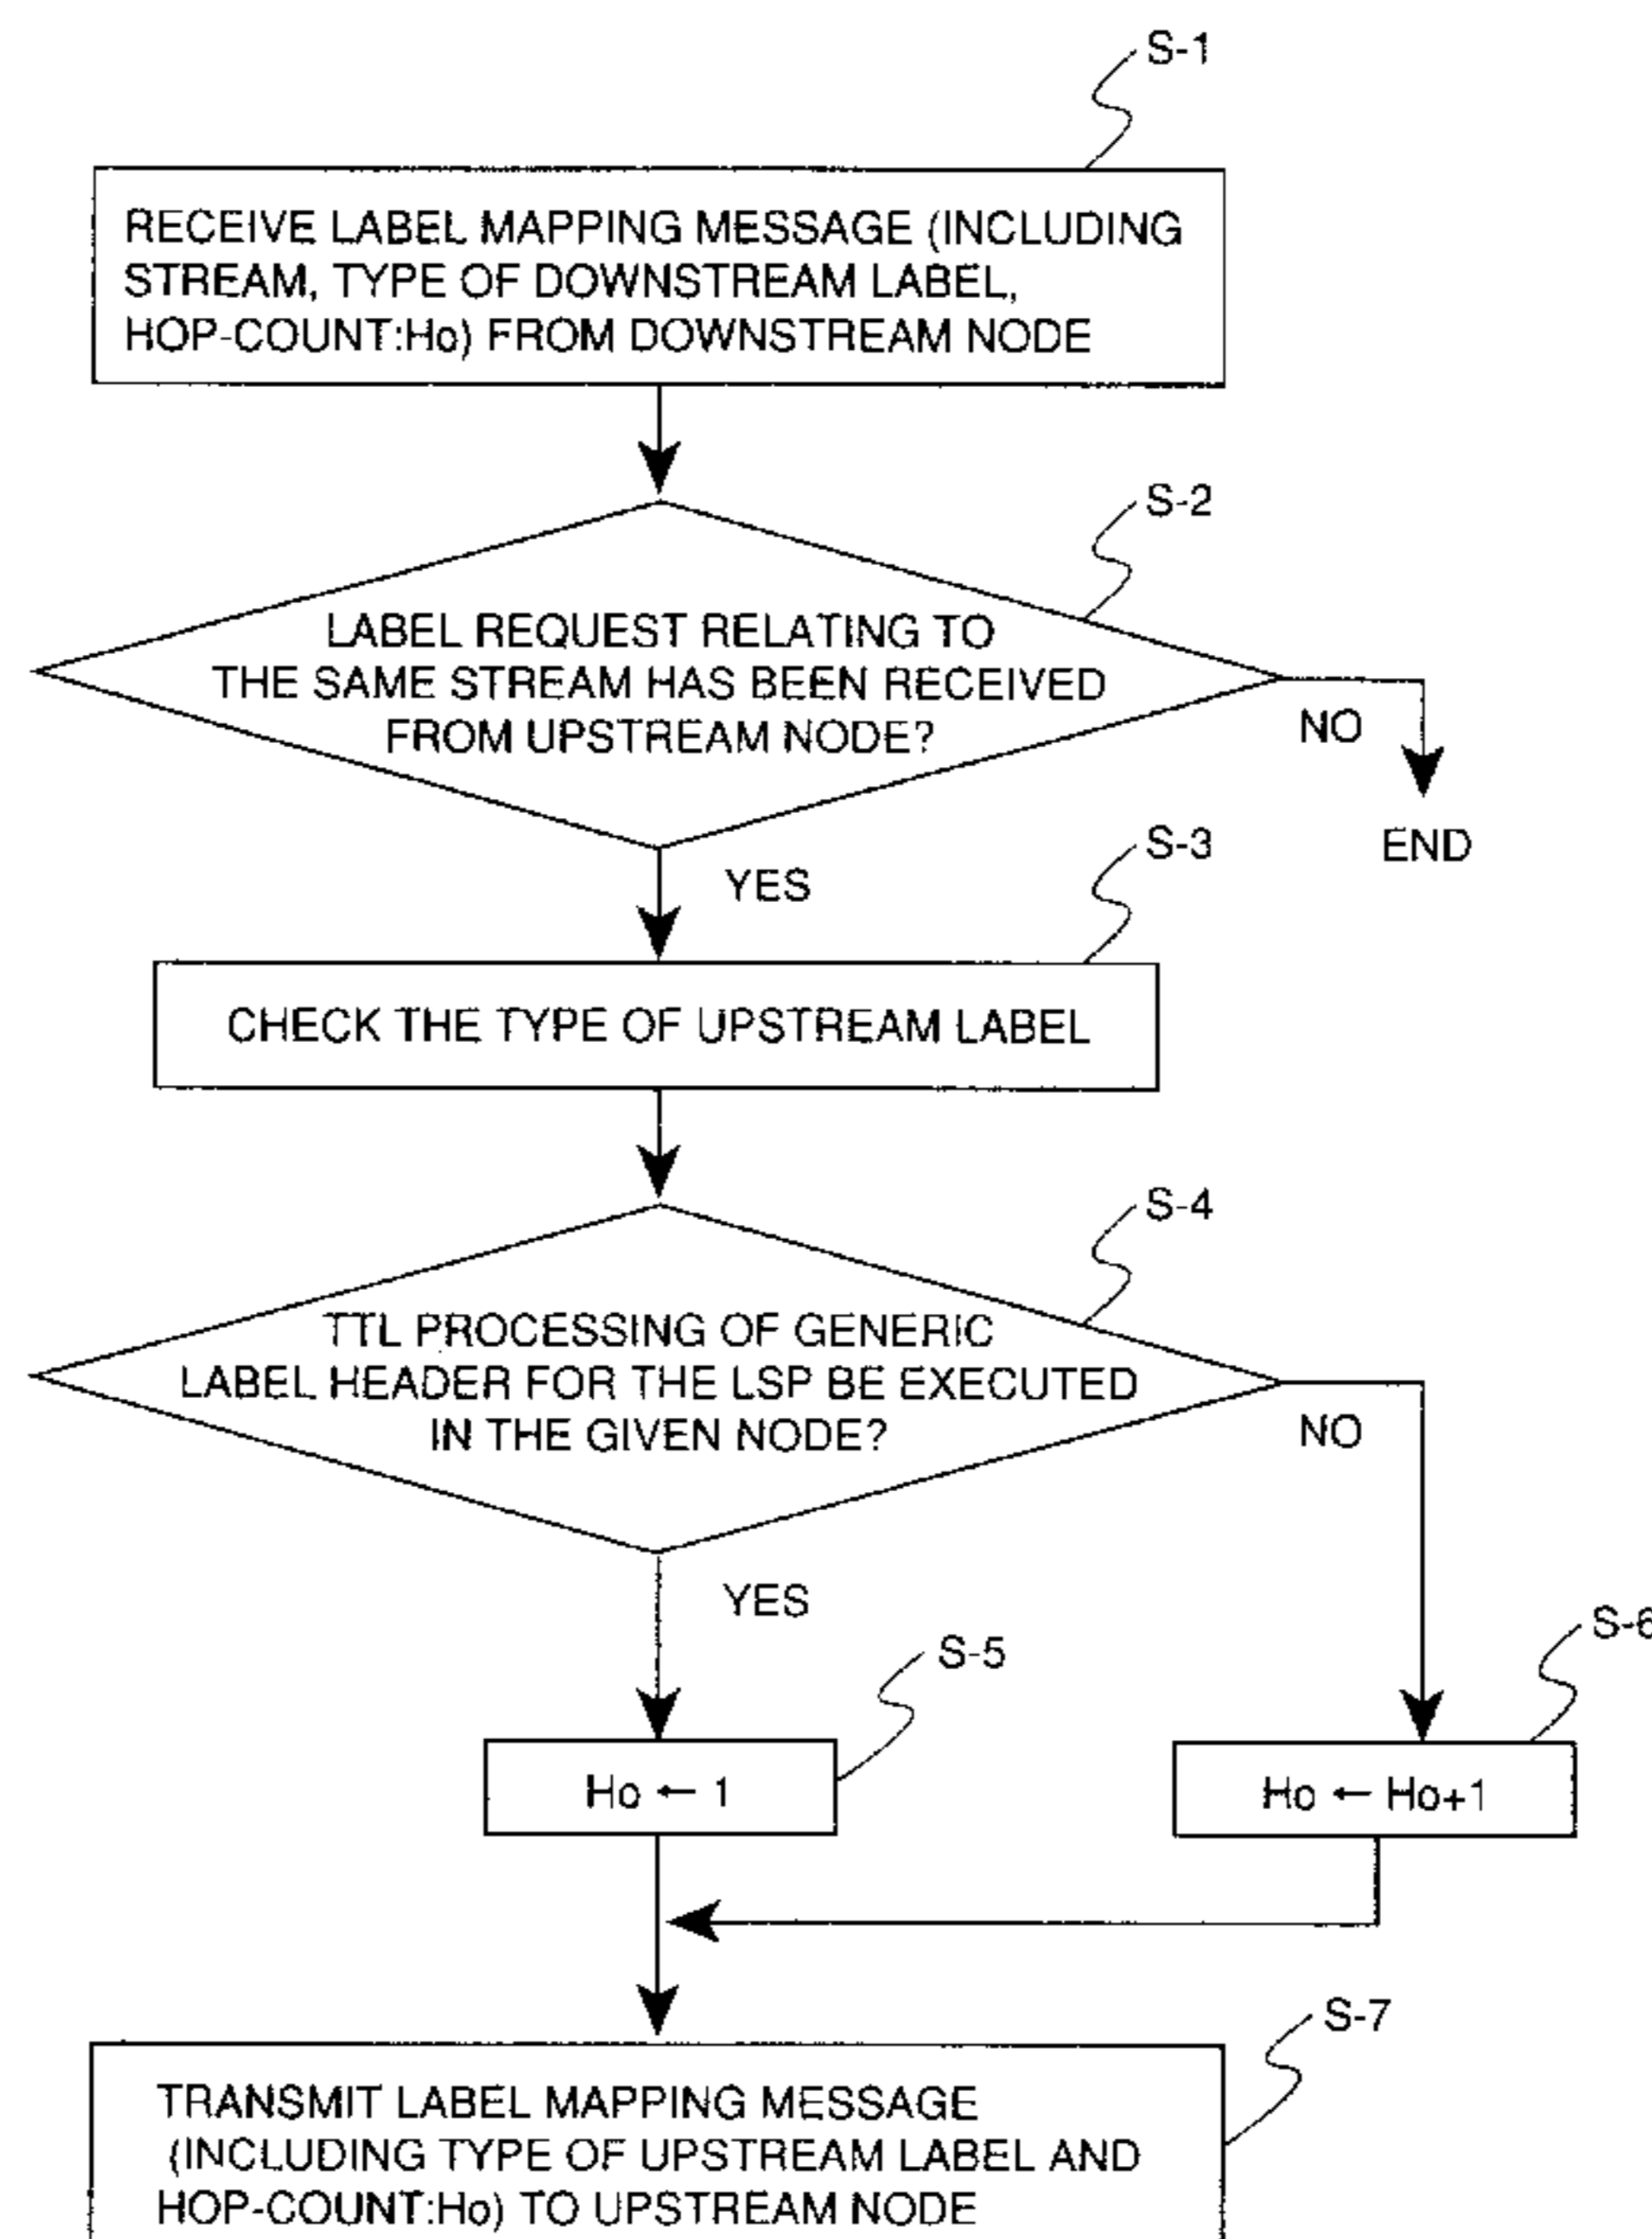 S-1
RECEIVE LABEL MAPPING MESSAGE (INCLUDING
STREAM, TYPE OF DOWNSTREAM LABEL,
HOP-COUNT:Ho) FROM DOWNSTREAM NODE
S-2
LABEL REQUEST RELATING TO
THE SAME STREAM HAS BEEN RECEIVED
FROM UPSTREAM NODE?
NO
END
YES
S-3
CHECK THE TYPE OF UPSTREAM LABEL
S-4
TTL PROCESSING OF GENERIC
LABEL HEADER FOR THE LSP BE EXECUTED
IN THE GIVEN NODE?
NO
YES
S-5
S-6
Ho ← 1
Ho ← Ho+1
S-7
TRANSMIT LABEL MAPPING MESSAGE
(INCLUDING TYPE OF UPSTREAM LABEL AND
HOP-COUNT:Ho) TO UPSTREAM NODE